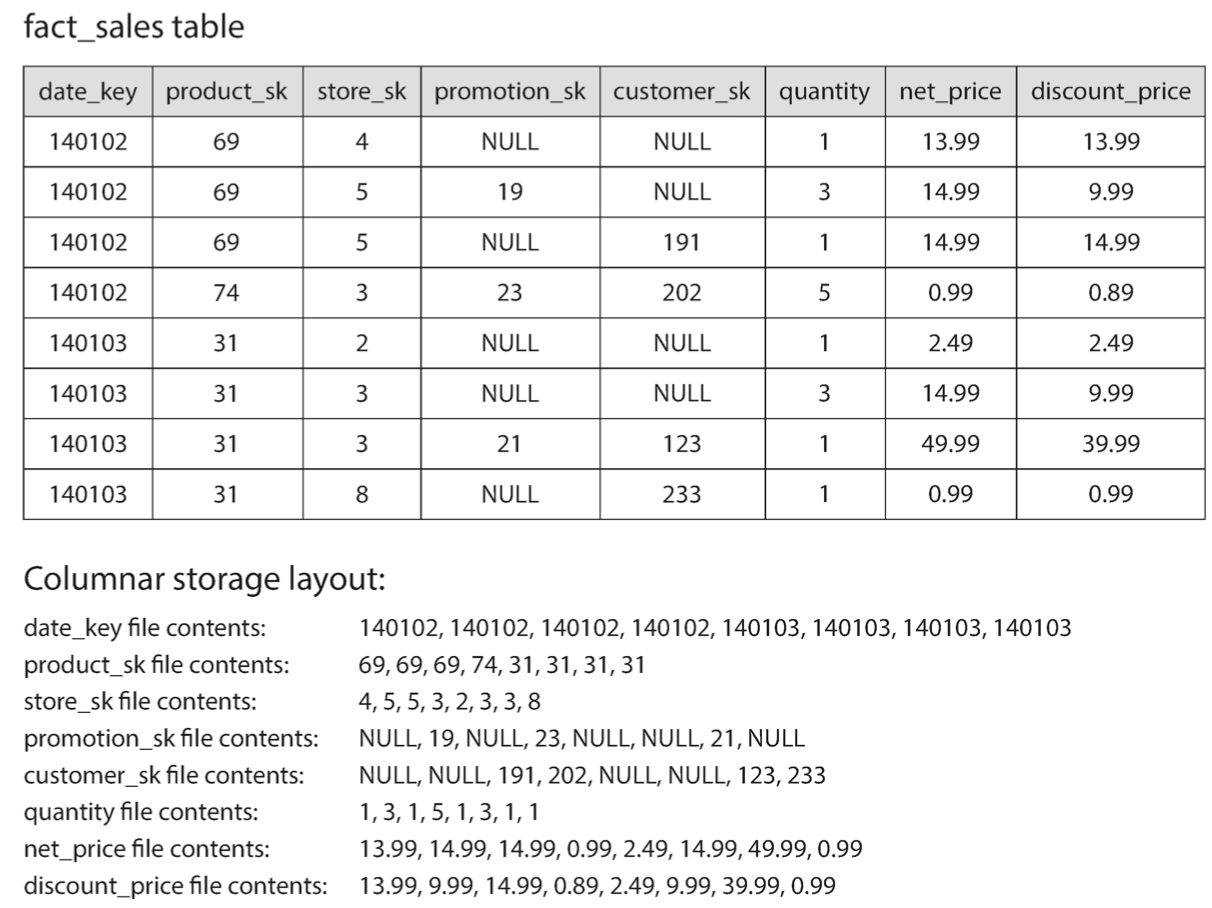 fact_sales table
date_key product_sk store_sk promotion_sk customer_sk quantity net_price discount_price
140102 69 4 NULL NULL 1 13.99 13.99
140102 69 5 19 NULL 3 14.99 9.99
140102 69 5 NULL 191 1 14.99 14.99
140102 74 3 23 202 5 0.99 0.89
140103 31 2 NULL NULL 1 2.49 2.49
140103 31 3 NULL NULL 3 14.99 9.99
140103 31 3 21 123 1 49.99 39.99
140103 31 8 NULL 233 1 0.99 0.99
Columnar storage layout:
date_key file contents: 140102, 140102, 140102, 140102, 140103, 140103, 140103, 140103
product_sk file contents: 69, 69, 69, 74, 31, 31, 31, 31
store_sk file contents: 4, 5, 5, 3, 2, 3, 3, 8
promotion_sk file contents: NULL, 19, NULL, 23, NULL, NULL, 21, NULL
customer_sk file contents: NULL, NULL, 191, 202, NULL, NULL, 123, 233
quantity file contents: 1, 3, 1, 5, 1, 3, 1, 1
net_price file contents: 13.99, 14.99, 14.99, 0.99, 2.49, 14.99, 49.99, 0.99
discount_price file contents: 13.99, 9.99, 14.99, 0.89, 2.49, 9.99, 39.99, 0.99